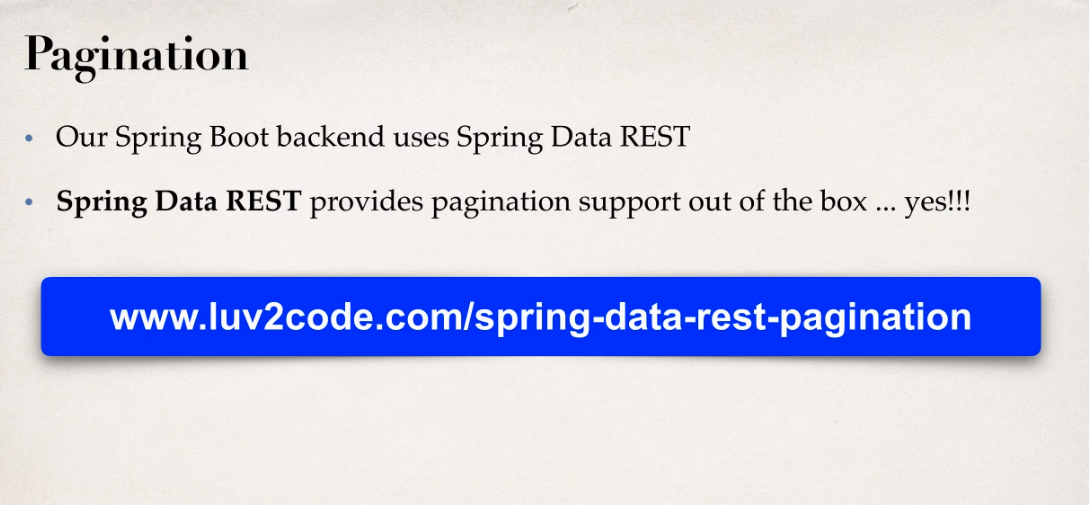 Pagination
• Our Spring Boot backend uses Spring Data REST
• Spring Data REST provides pagination support out of the box ... yes!!!
www.luv2code.com/spring-data-rest-pagination